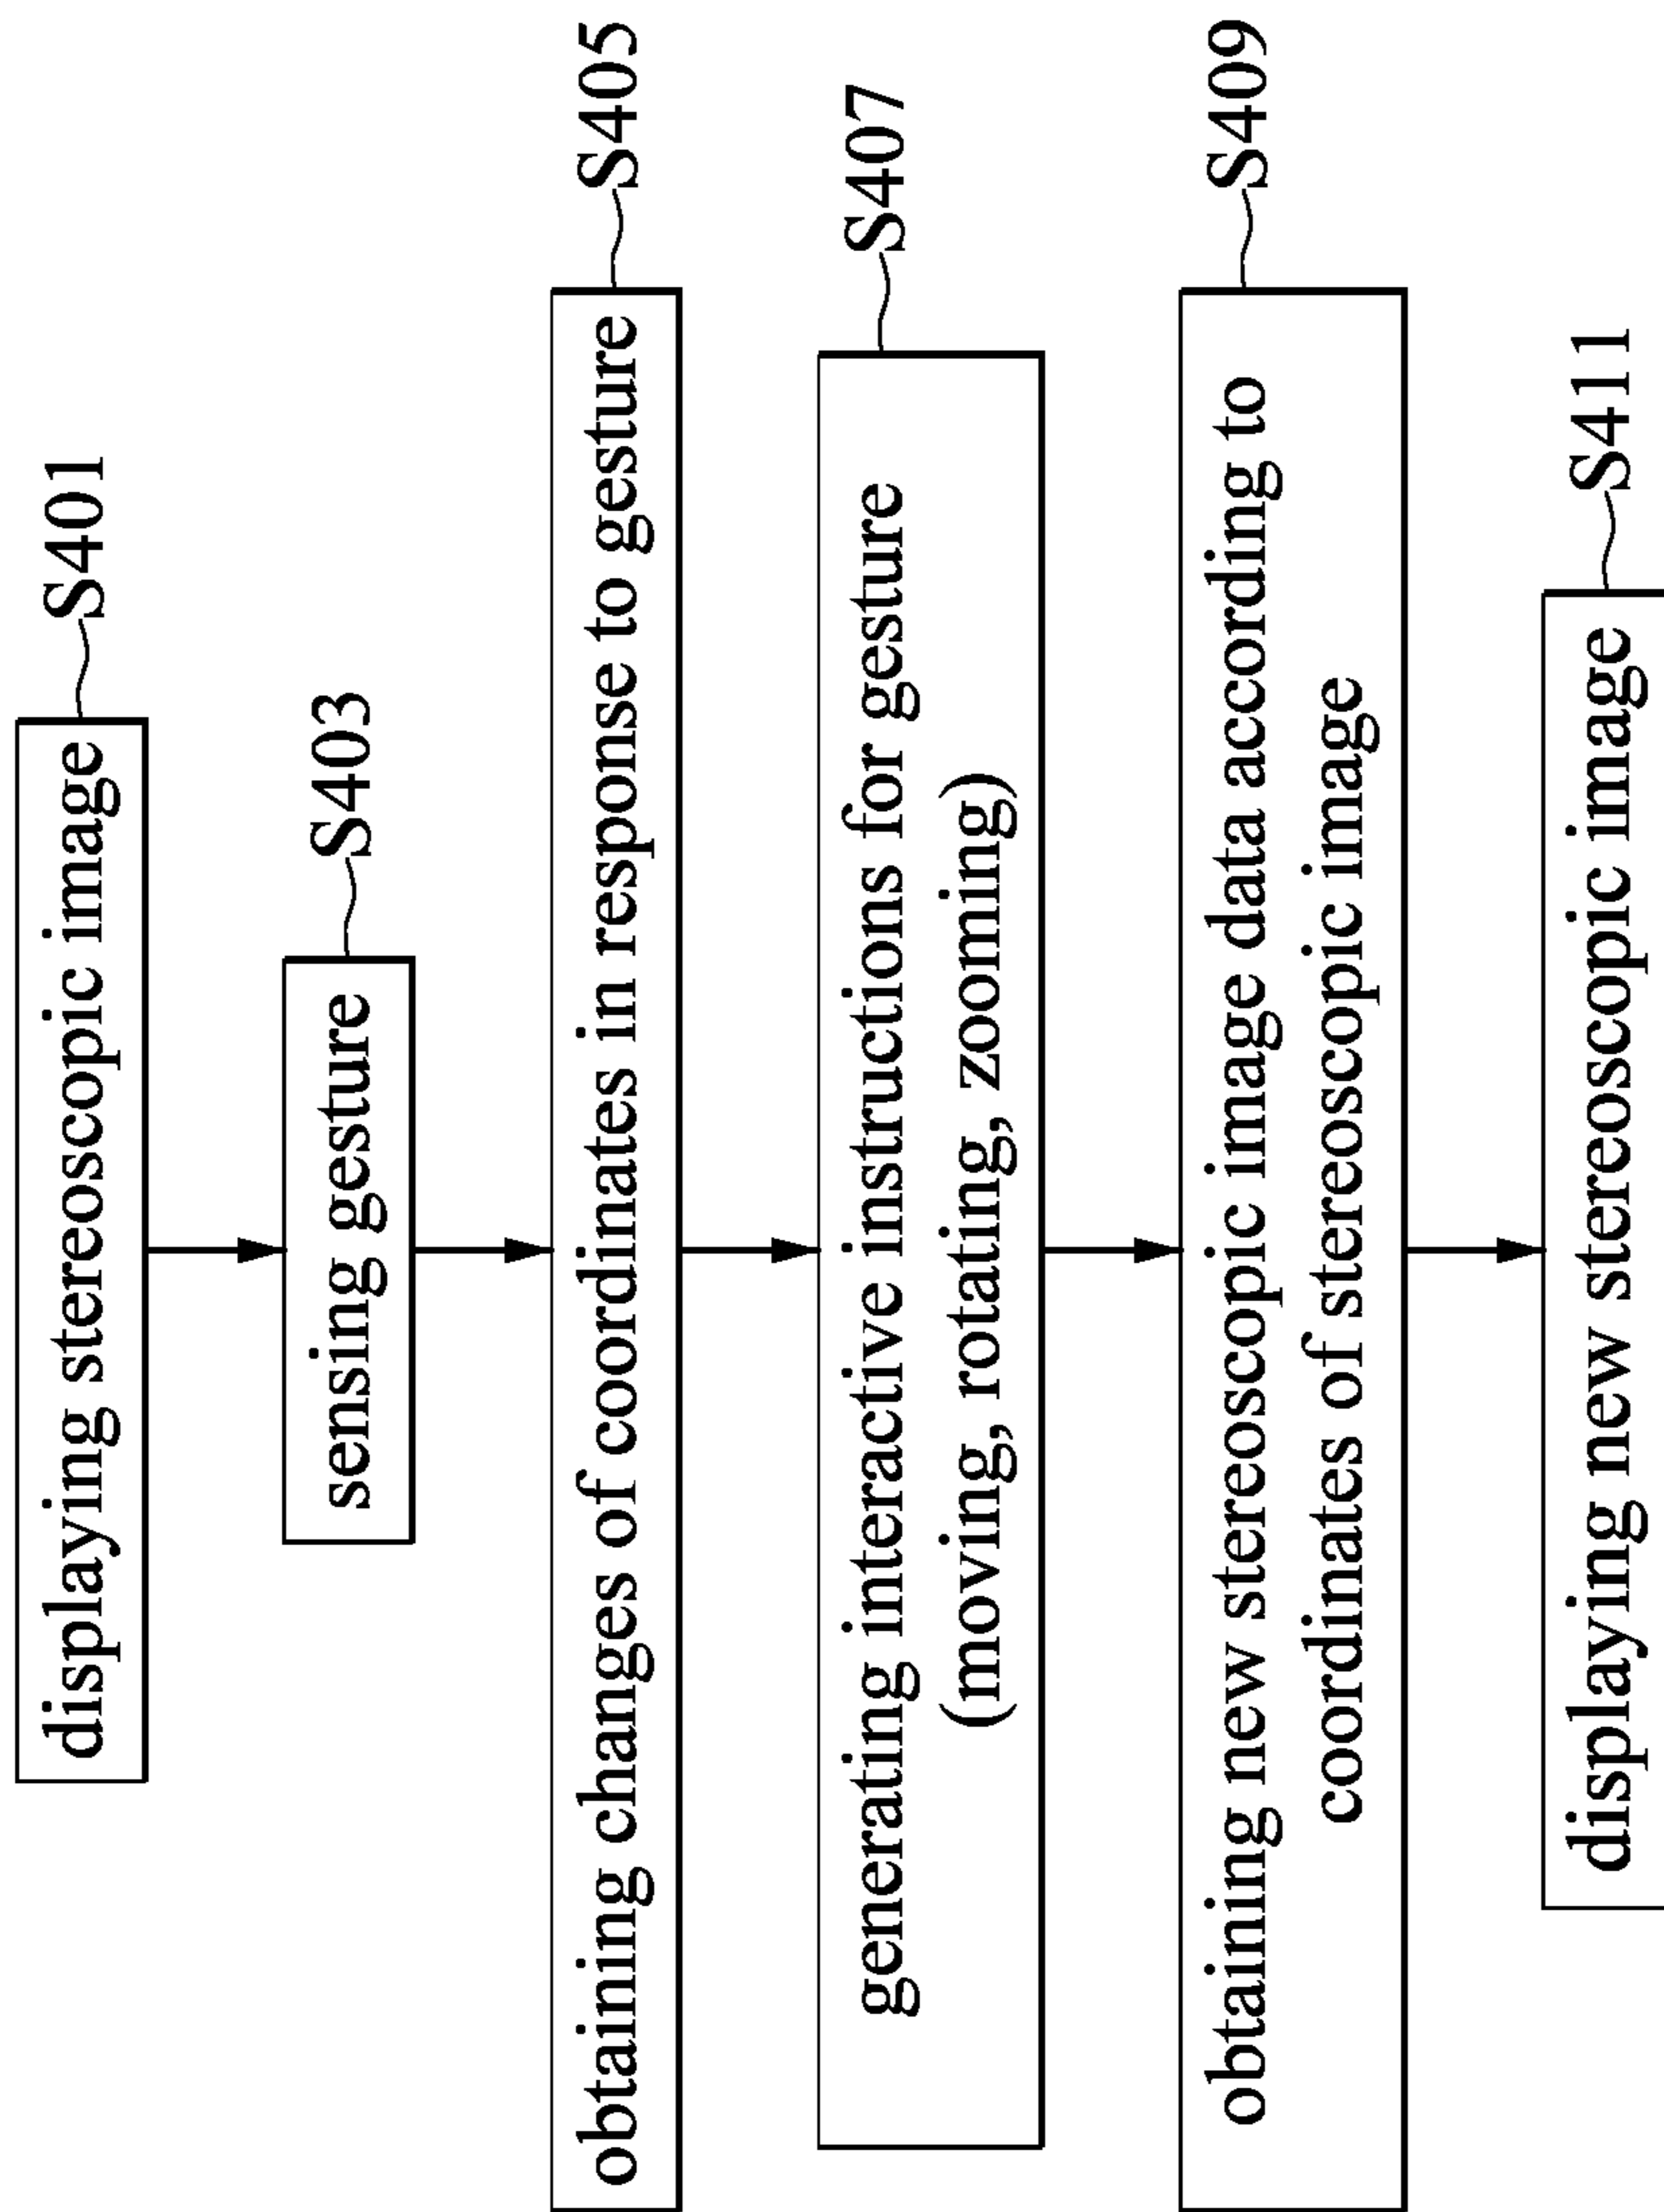 displaying stereoscopic image
S401
sensing gesture
S403
obtaining changes of coordinates in response to gesture
S405
generating interactive instructions for gesture
(moving, rotating, zooming)
S407
obtaining new stereoscopic image data according to
coordinates of stereoscopic image
S409
displaying new stereoscopic image
S411